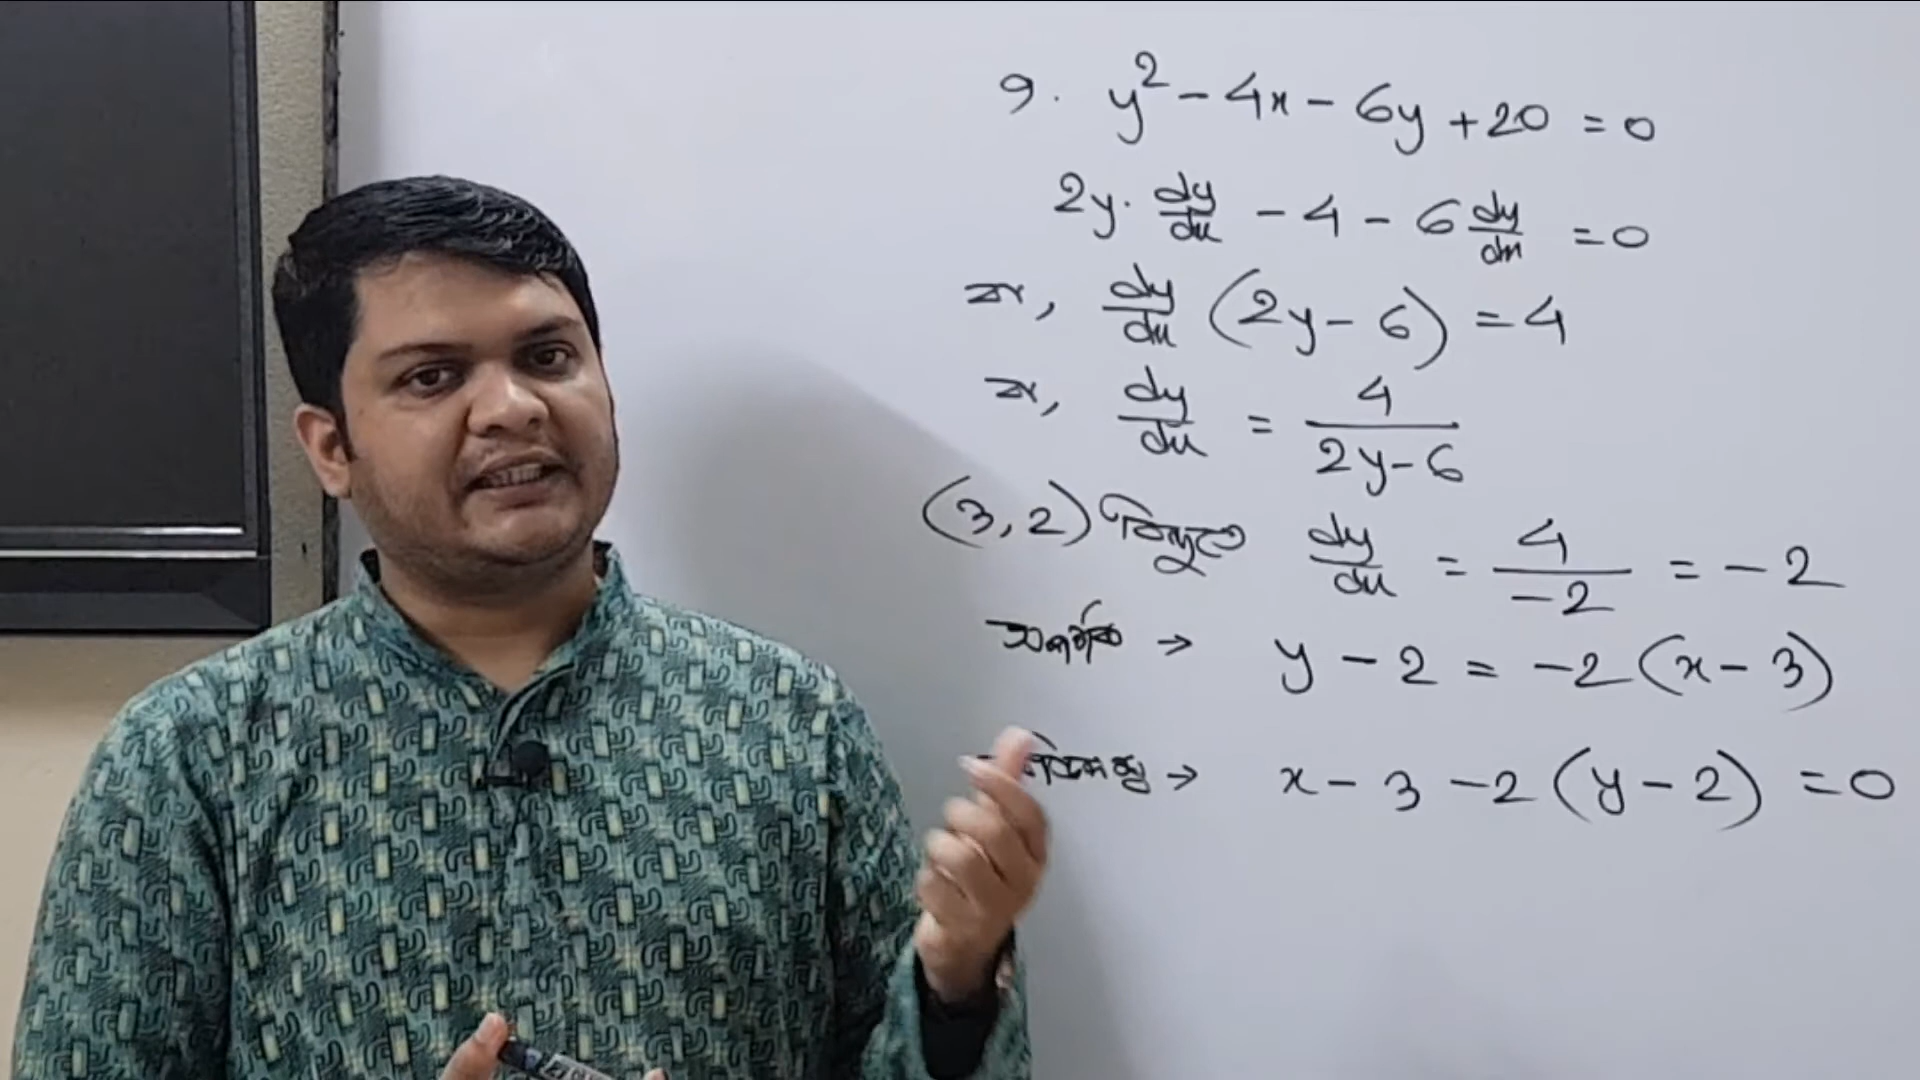 9. y² - 4x - 6y + 20 = 0
2y. dy/dx - 4 - 6 dy/dx = 0
বা, dy/dx (2y - 6) = 4
বা, dy/dx = 4/(2y-6)
(3, 2) বিন্দুতে dy/dx = 4/-2 = -2
স্পর্শক → y - 2 = -2 (x - 3)
→ x - 3 - 2 (y - 2) = 0